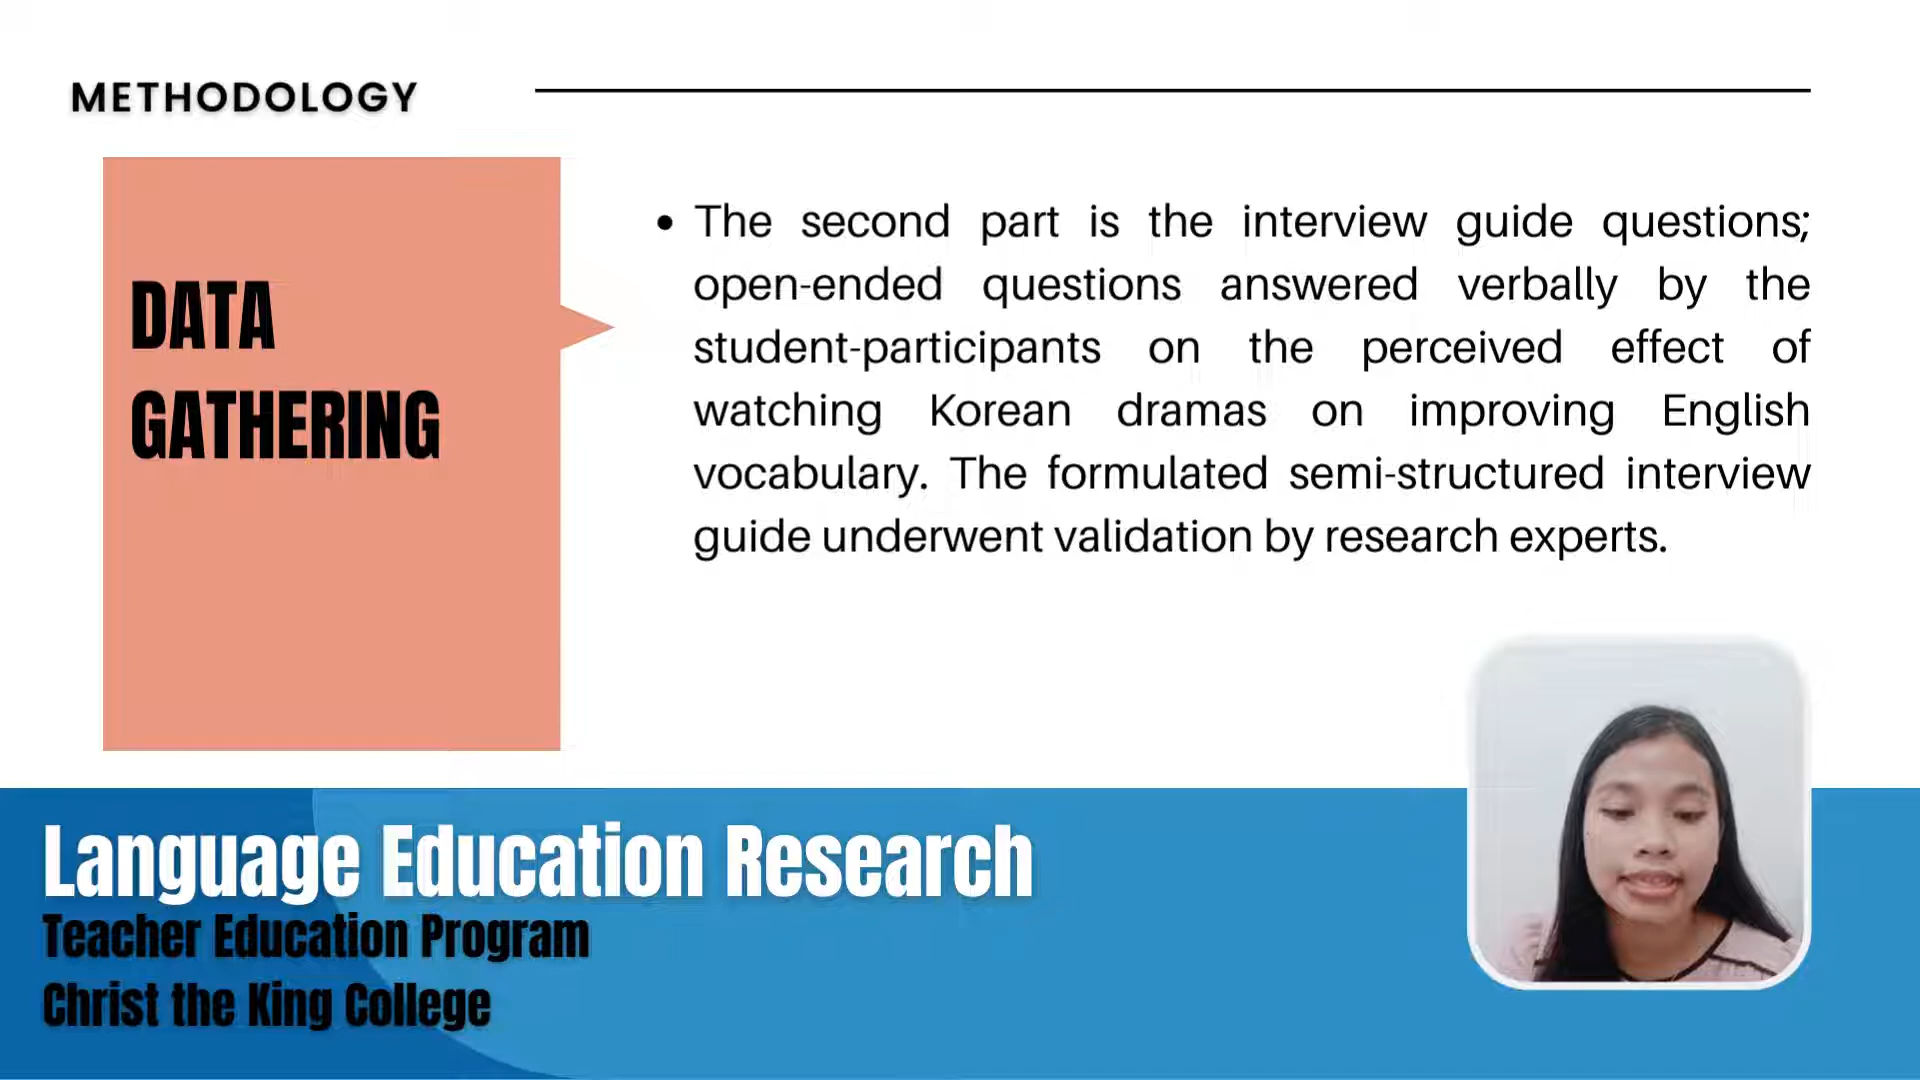 METHODOLOGY
DATA
GATHERING
• The second part is the interview guide questions;
open-ended questions answered verbally by the
student-participants on the perceived effect of
watching Korean dramas on improving English
vocabulary. The formulated semi-structured interview
guide underwent validation by research experts.
Language Education Research
Teacher Education Program
Christ the King College